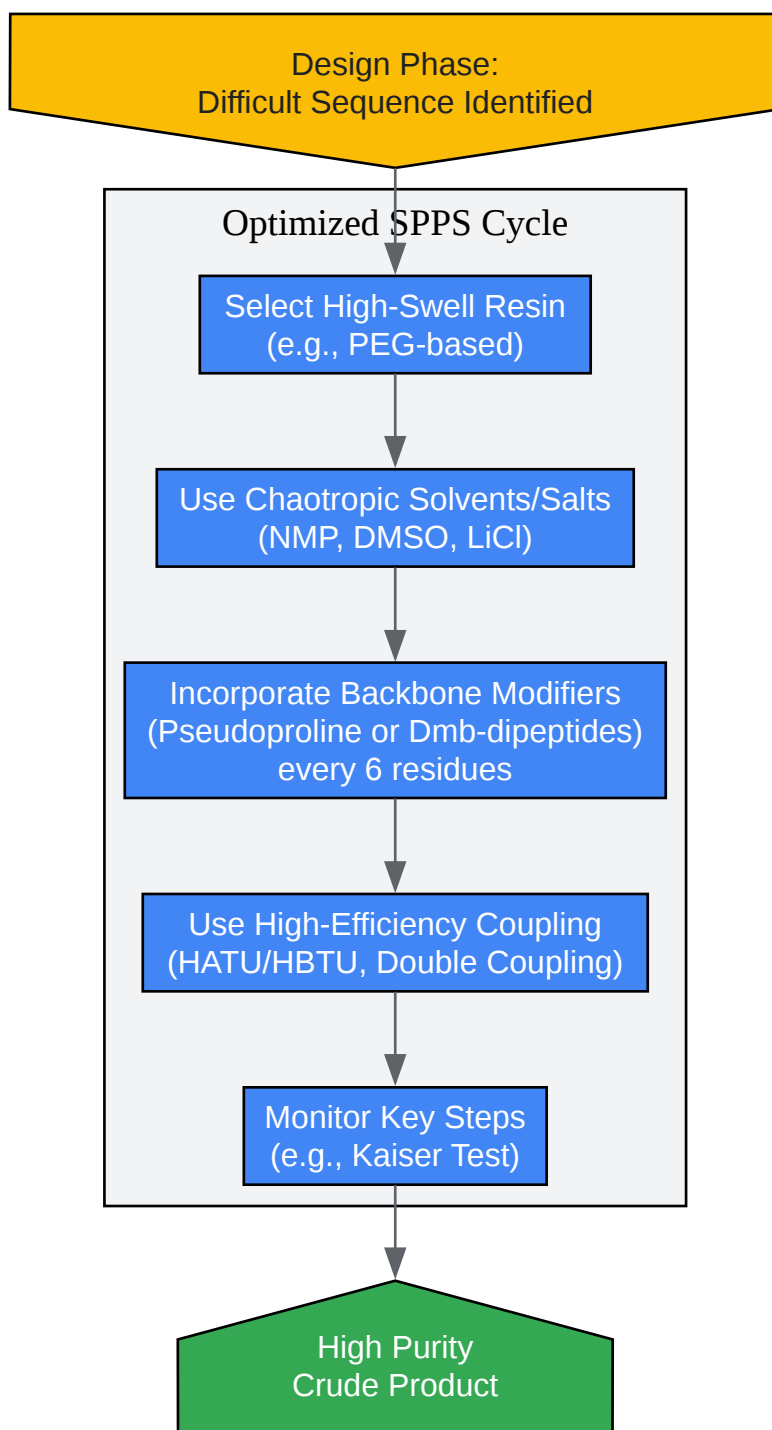 Design Phase:
Difficult Sequence Identified
Optimized SPPS Cycle
Select High-Swell Resin
(e.g., PEG-based)
Use Chaotropic Solvents/Salts
(NMP, DMSO, LiCl)
Incorporate Backbone Modifiers
(Pseudoproline or Dmb-dipeptides)
every 6 residues
Use High-Efficiency Coupling
(HATU/HBTU, Double Coupling)
Monitor Key Steps
(e.g., Kaiser Test)
High Purity
Crude Product